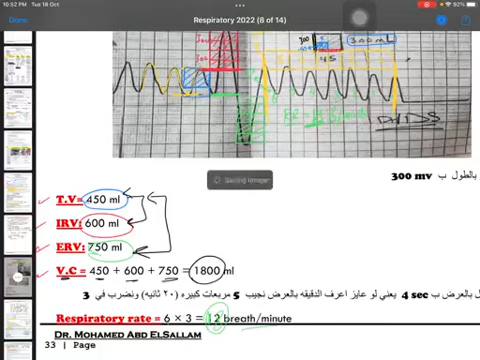 10:52 PM Tue 18 Oct
92%
Done
Respiratory 2022 (8 of 14)
300 mL
45
بالطول ب 300 mv
Saving Image
T.V= 450 ml
IRV: 600 ml
ERV: 750 ml
V.C = 450 + 600 + 750 = 1800 ml
بالعرض ب 4 sec يعني لو عايز اعرف الدقيقه بالعرض نجيب 5 مربعات كبيره (٢٠ ثانيه) ونضرب في 3
Respiratory rate = 6 × 3 = 12 breath/minute
DR. MOHAMED ABD ELSALLAM
33 | Page